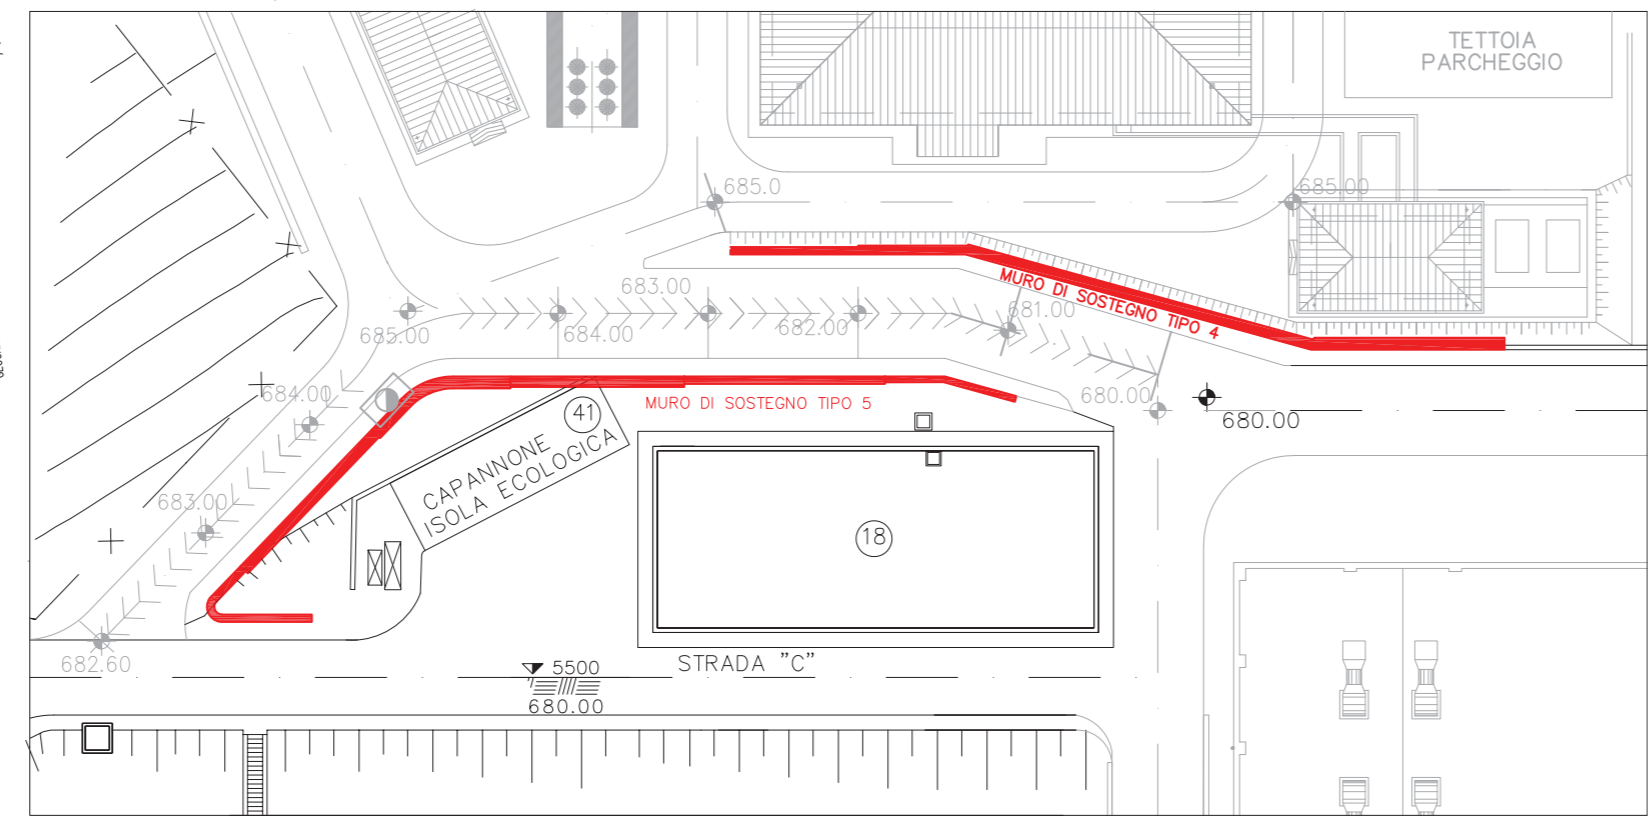 TETTOIA
PARCHEGGIO
685.0
685.00
683.00
685.00
684.00
682.00
681.00
MURO DI SOSTEGNO TIPO 4
684.00
MURO DI SOSTEGNO TIPO 5
680.00
680.00
41
CAPANNONE
ISOLA ECOLOGICA
683.00
18
682.60
STRADA "C"
5500
680.00